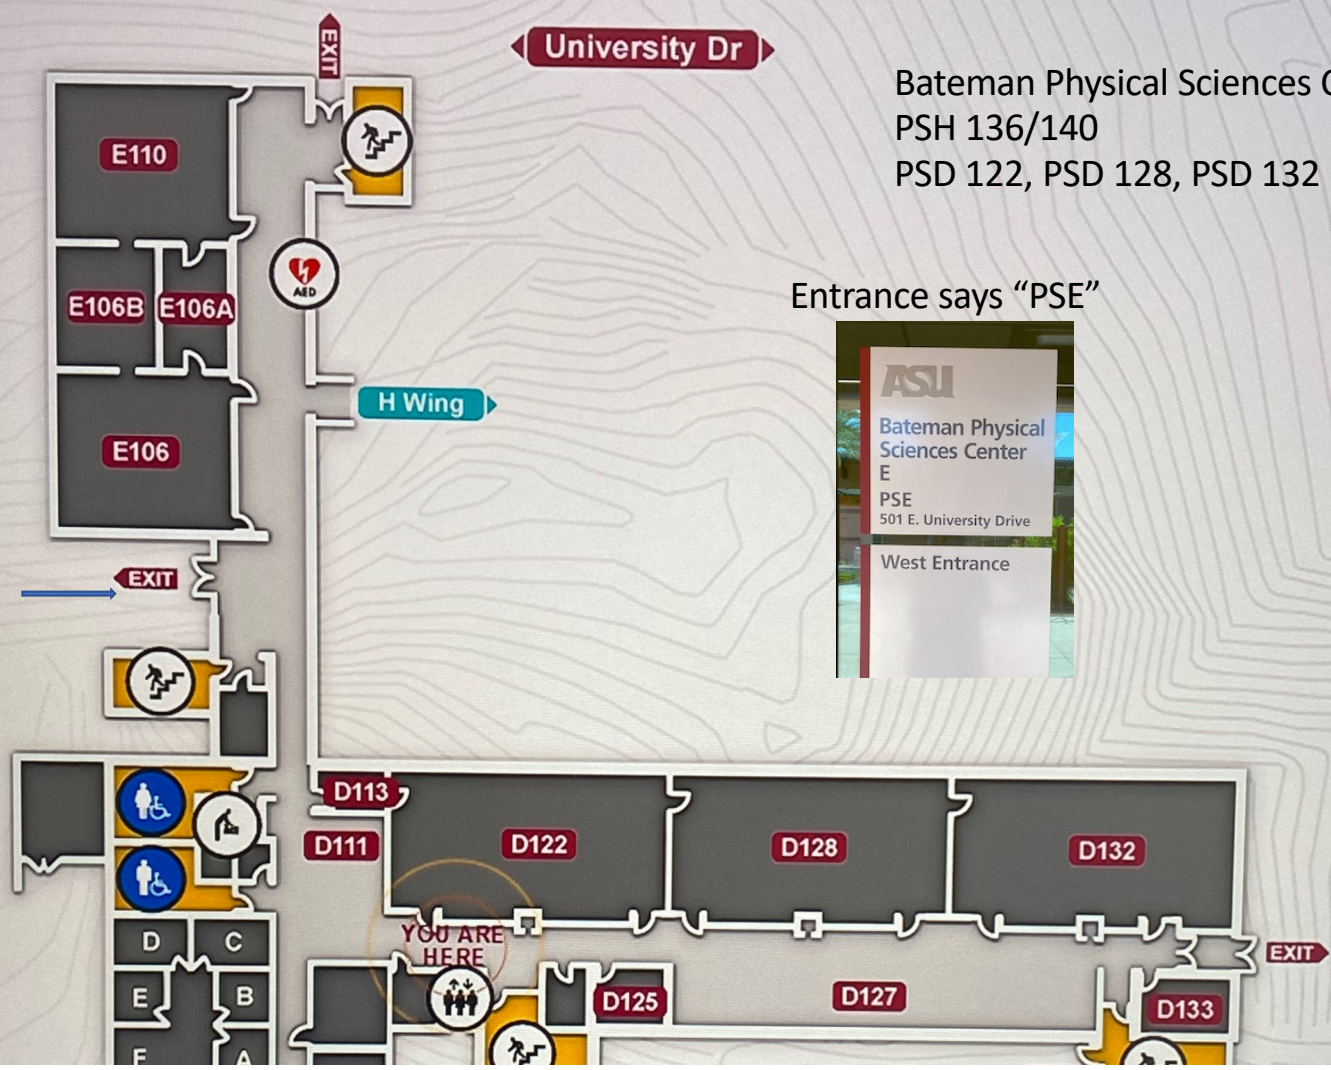 EXIT
University Dr
Bateman Physical Sciences
PSH 136/140
PSD 122, PSD 128, PSD 132
E110
AED
E106B
E106A
Entrance says “PSE”
H Wing
ASU
Bateman Physical
Sciences Center
E
PSE
501 E. University Drive
West Entrance
E106
EXIT
D113
D111
D122
D128
D132
YOU ARE
HERE
D
C
E
B
F
A
D125
D127
D133
EXIT